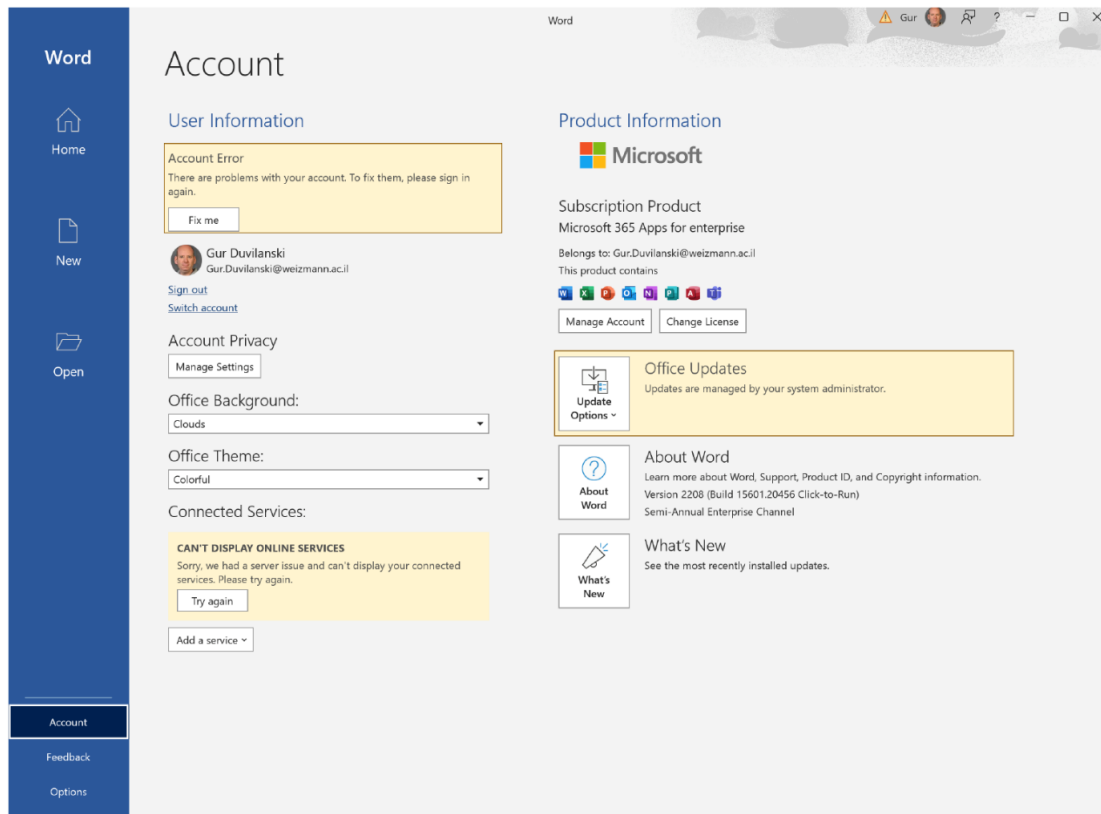 Word
Gur
?
Word
Home
New
Open
Account
Feedback
Options
Account
User Information
Account Error
There are problems with your account. To fix them, please sign in
again.
Fix me
Gur Duvilanski
Gur.Duvilanski@weizmann.ac.il
Sign out
Switch account
Account Privacy
Manage Settings
Office Background:
Clouds
Office Theme:
Colorful
Connected Services:
CAN'T DISPLAY ONLINE SERVICES
Sorry, we had a server issue and can't display your connected
services. Please try again.
Try again
Add a service
Product Information
Microsoft
Subscription Product
Microsoft 365 Apps for enterprise
Belongs to: Gur.Duvilanski@weizmann.ac.il
This product contains
Manage Account
Change License
Update
Options
Office Updates
Updates are managed by your system administrator.
About
Word
About Word
Learn more about Word, Support, Product ID, and Copyright information.
Version 2208 (Build 15601.20456 Click-to-Run)
Semi-Annual Enterprise Channel
What's
New
What's New
See the most recently installed updates.